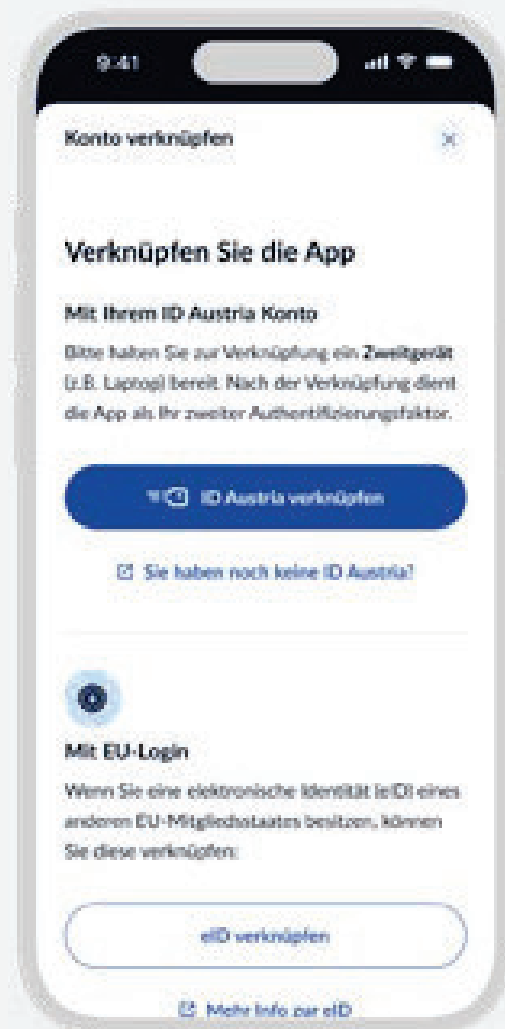 9:41
Konto verknüpfen
Verknüpfen Sie die App
Mit Ihrem ID Austria Konto
Bitte halten Sie zur Verknüpfung ein Zweitgerät
(z.B. Laptop) bereit. Nach der Verknüpfung dient
die App als Ihr zweiter Authentifizierungsfaktor.
ID Austria verknüpfen
Sie haben noch keine ID Austria?
Mit EU-Login
Wenn Sie eine elektronische Identität (eID) eines
anderen EU-Mitgliedsstaates besitzen, können
Sie diese verknüpfen:
eID verknüpfen
Mehr Info zur eID